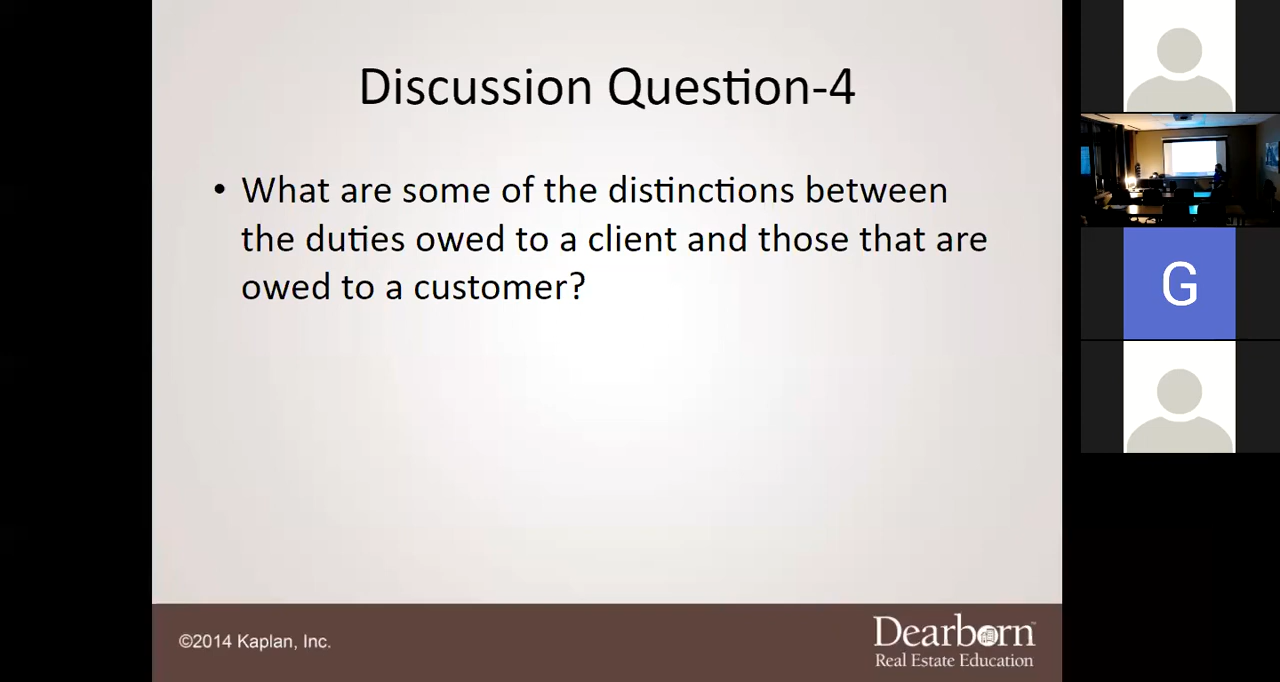 Discussion Question-4
• What are some of the distinctions between
the duties owed to a client and those that are
owed to a customer?
G
©2014 Kaplan, Inc.
Dearborn™
Real Estate Education